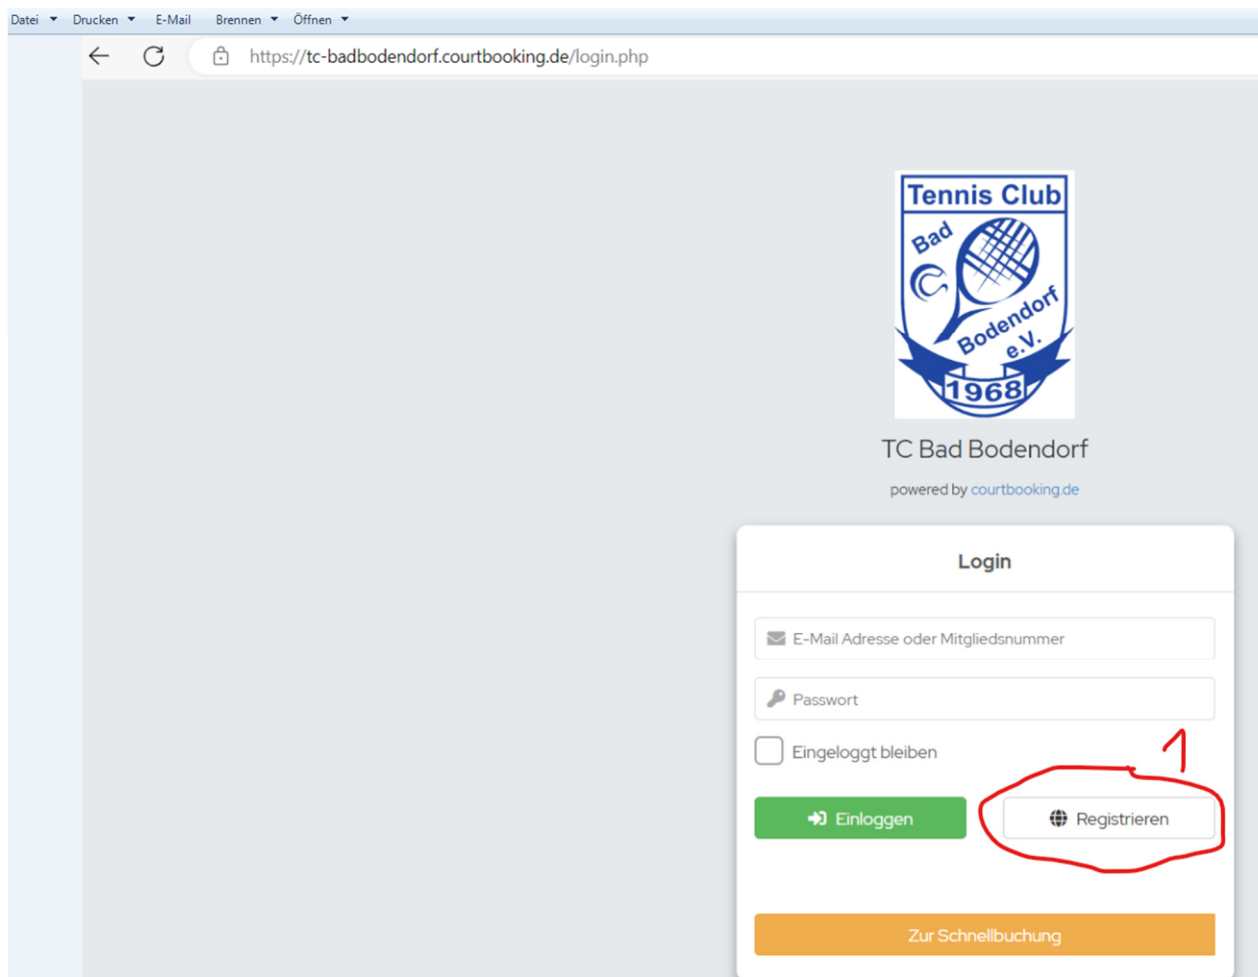 Datei Drucken E-Mail Brennen Öffnen
https://tc-badbodendorf.courtbooking.de/login.php
Tennis Club
Bad
Bodendorf
e.V.
1968
TC Bad Bodendorf
powered by courtbooking.de
Login
E-Mail Adresse oder Mitgliedsnummer
Passwort
Eingeloggt bleiben
1
Einloggen Registrieren
Zur Schnellbuchung